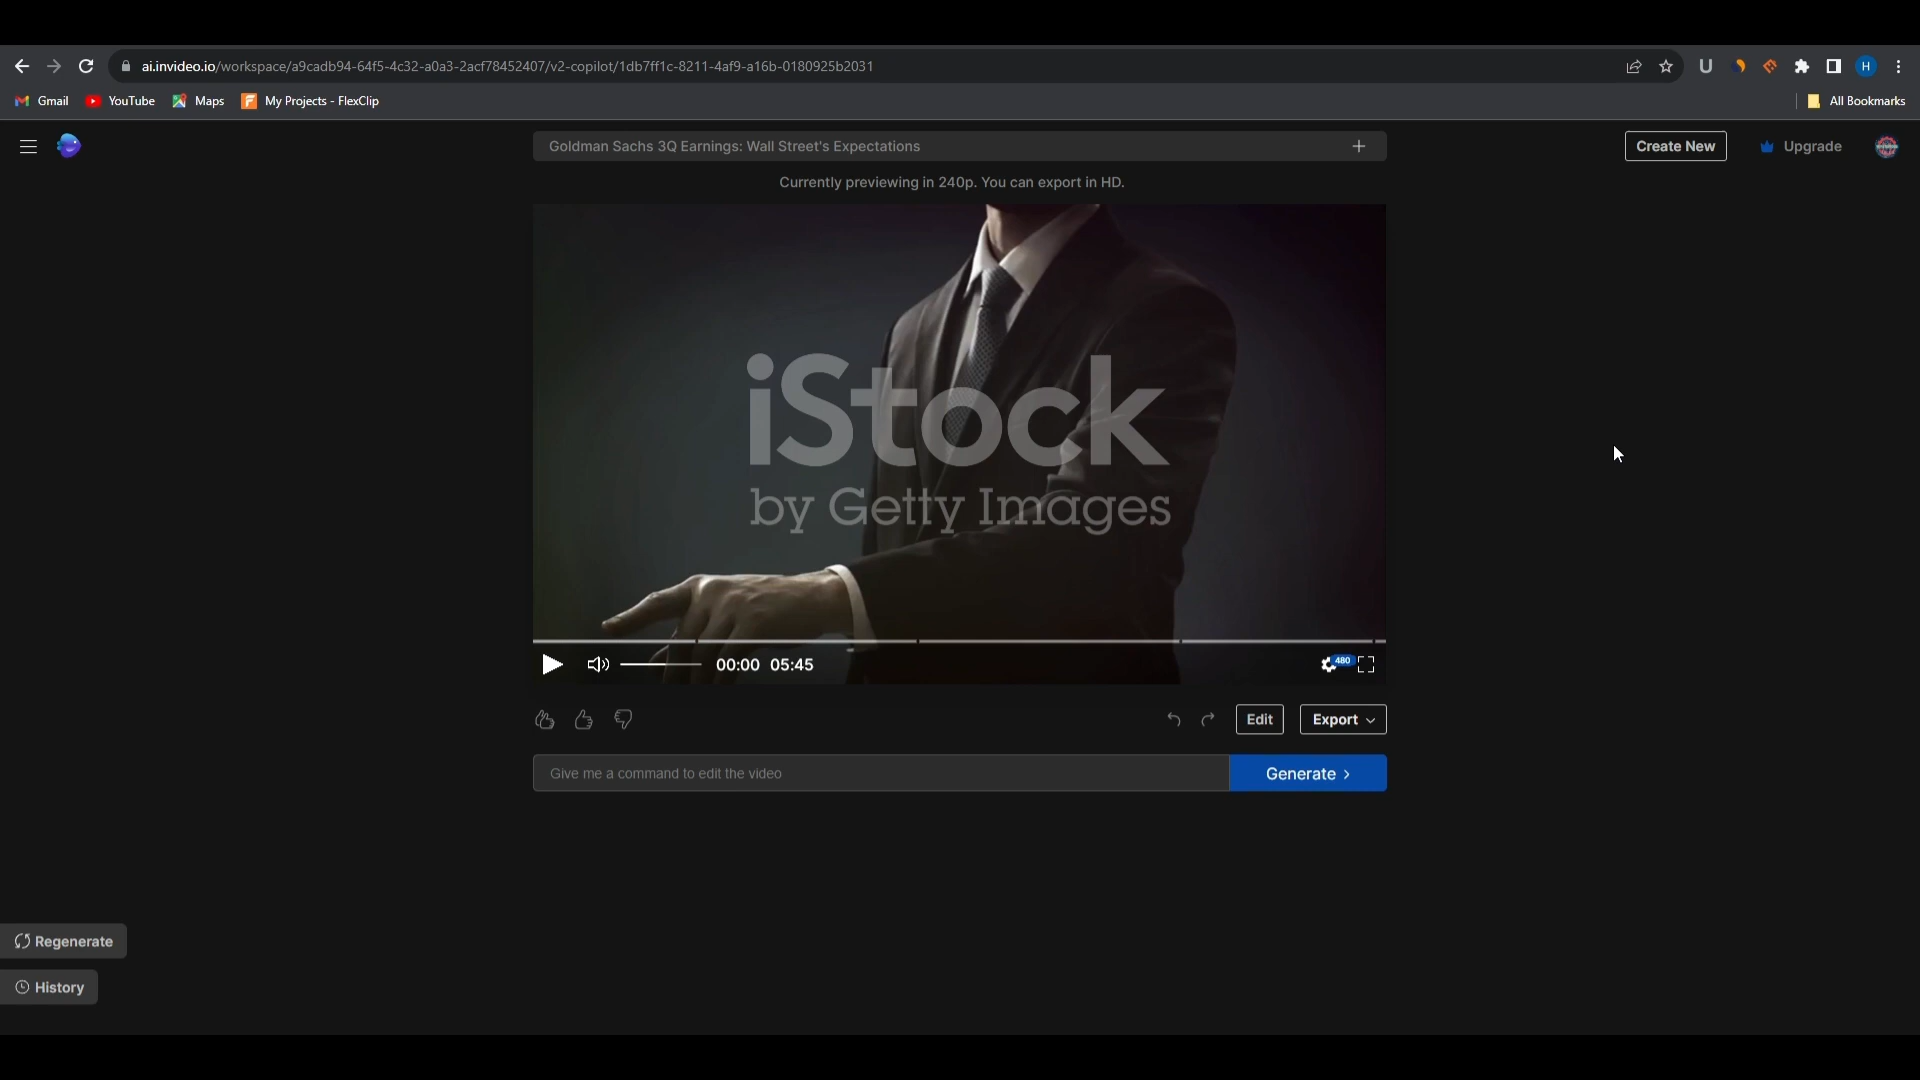 ai.invideo.io/workspace/a9cadb94-64f5-4c32-a0a3-2acf78452407/v2-copilot/1db7ff1c-8211-4af9-a16b-0180925b2031
U
H
Gmail
YouTube
Maps
My Projects - FlexClip
All Bookmarks
Goldman Sachs 3Q Earnings: Wall Street's Expectations
Create New
Upgrade
Currently previewing in 240p. You can export in HD.
iStock
by Getty Images
00:00 05:45
480
Edit
Export
Give me a command to edit the video
Generate >
Regenerate
History